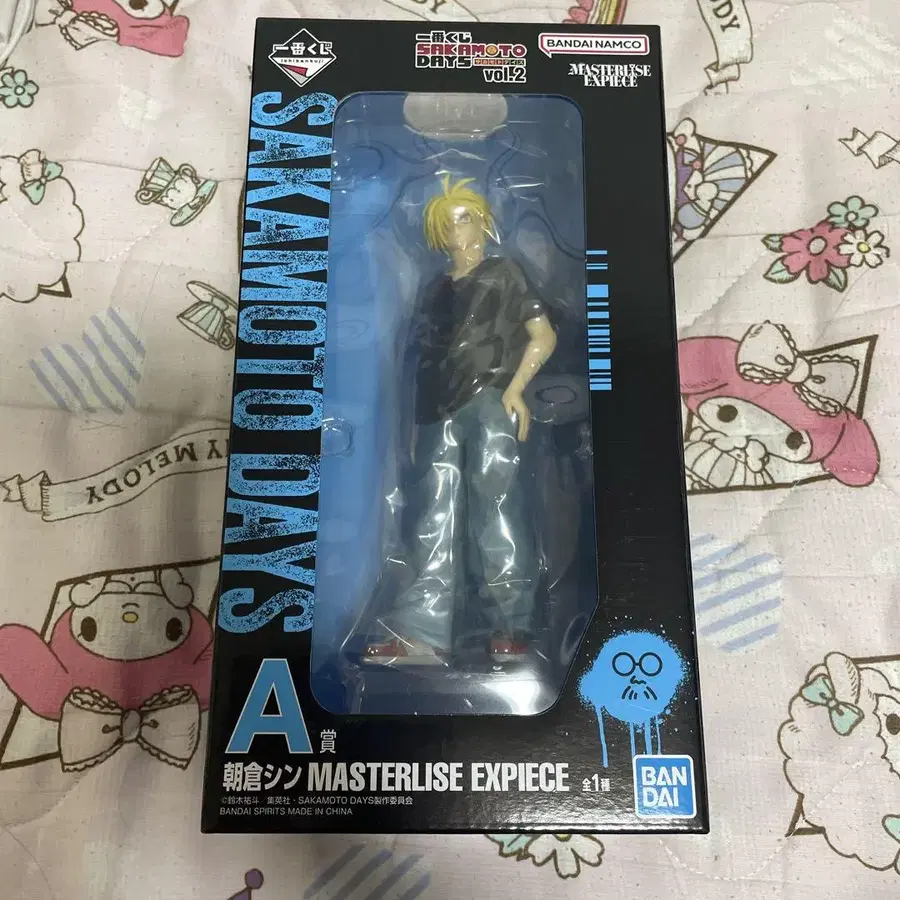 一番くじ
ichibankuji
一番くじ
SAKAMOTO
DAYS
vol.2
BANDAI NAMCO
MASTERLISE
EXPIECE
SAKAMOTO DAYS
A賞
朝倉シン MASTERLISE EXPIECE 全1種
©鈴木祐斗/集英社・SAKAMOTO DAYS製作委員会
BANDAI SPIRITS MADE IN CHINA
BAN
DAI
MY MELODY
MELO